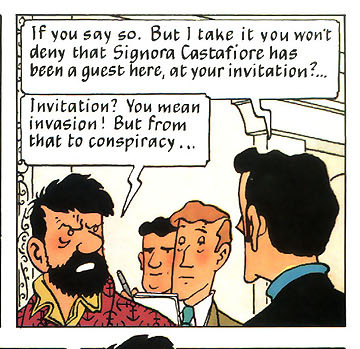 If you say so. But I take it you won't
deny that Signora Castafiore has
been a guest here, at your invitation?...
Invitation? You mean
invasion! But from
that to conspiracy...